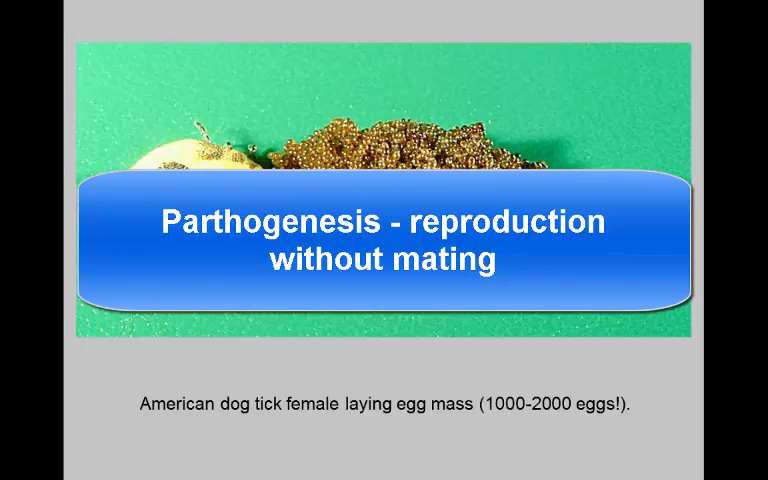 Parthogenesis - reproduction
without mating
American dog tick female laying egg mass (1000-2000 eggs!).